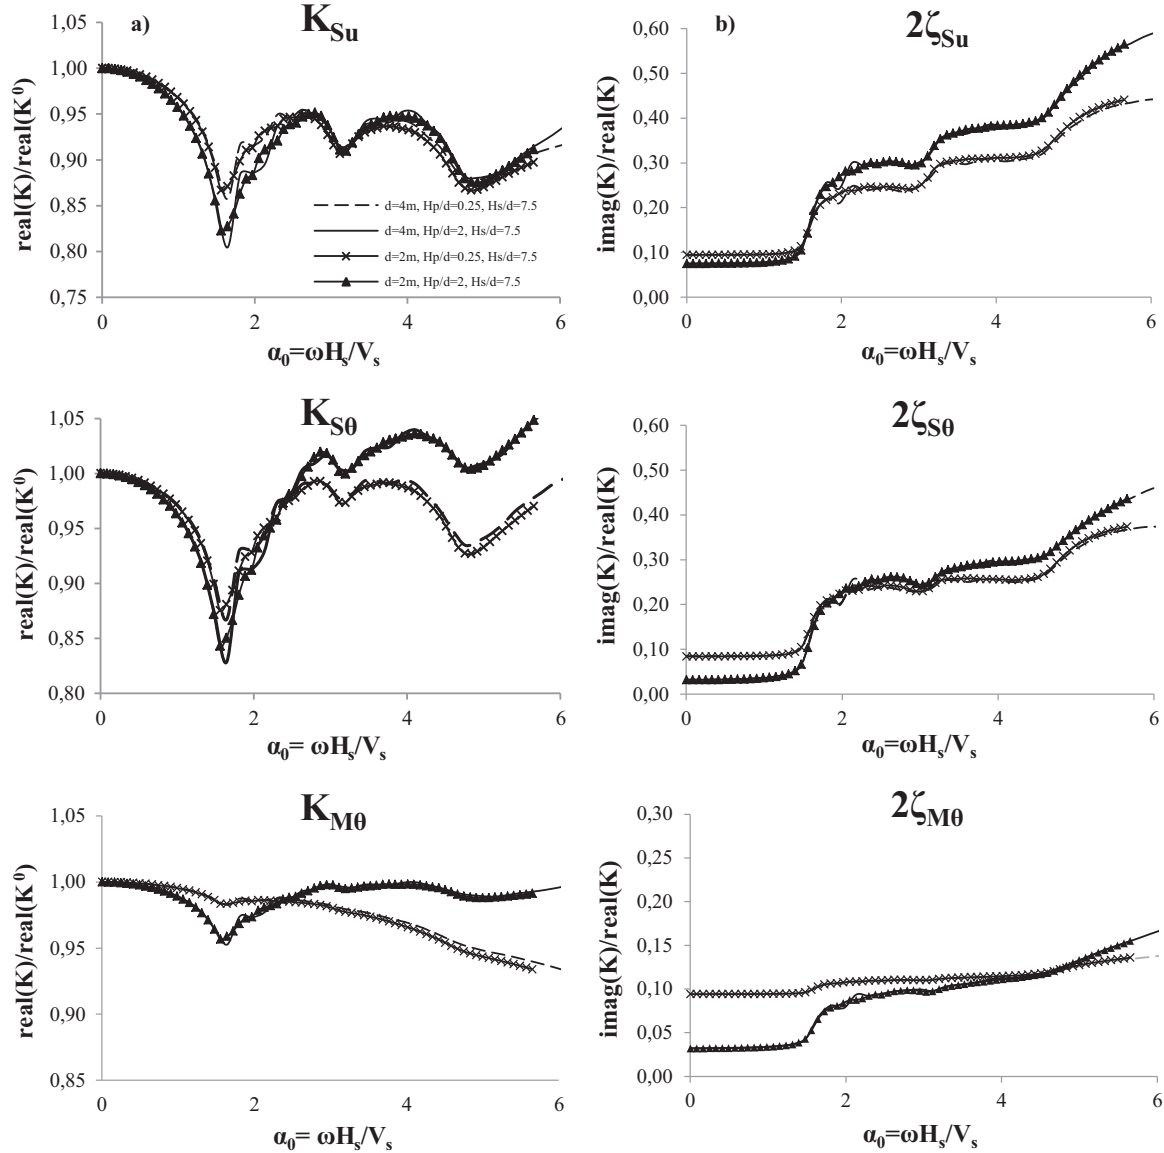 a)
K_Su
real(K)/real(K⁰)
1,05
1,00
0,95
0,90
0,85
0,80
0,75
0 2 4 6
α₀=ωH_s/V_s
d=4m, Hp/d=0.25, Hs/d=7.5
d=4m, Hp/d=2, Hs/d=7.5
d=2m, Hp/d=0.25, Hs/d=7.5
d=2m, Hp/d=2, Hs/d=7.5
b)
2ζ_Su
imag(K)/real(K)
0,60
0,50
0,40
0,30
0,20
0,10
0,00
0 2 4 6
α₀=ωH_s/V_s
K_Sθ
real(K)/real(K⁰)
1,05
1,00
0,95
0,90
0,85
0,80
0 2 4 6
α₀= ωH_s/V_s
2ζ_Sθ
imag(K)/real(K)
0,60
0,50
0,40
0,30
0,20
0,10
0,00
0 2 4 6
α₀=ωH_s/V_s
K_Mθ
real(K)/real(K⁰)
1,05
1,00
0,95
0,90
0,85
0 2 4 6
α₀= ωH_s/V_s
2ζ_Mθ
imag(K)/real(K)
0,30
0,25
0,20
0,15
0,10
0,05
0,00
0 2 4 6
α₀=ωH_s/V_s